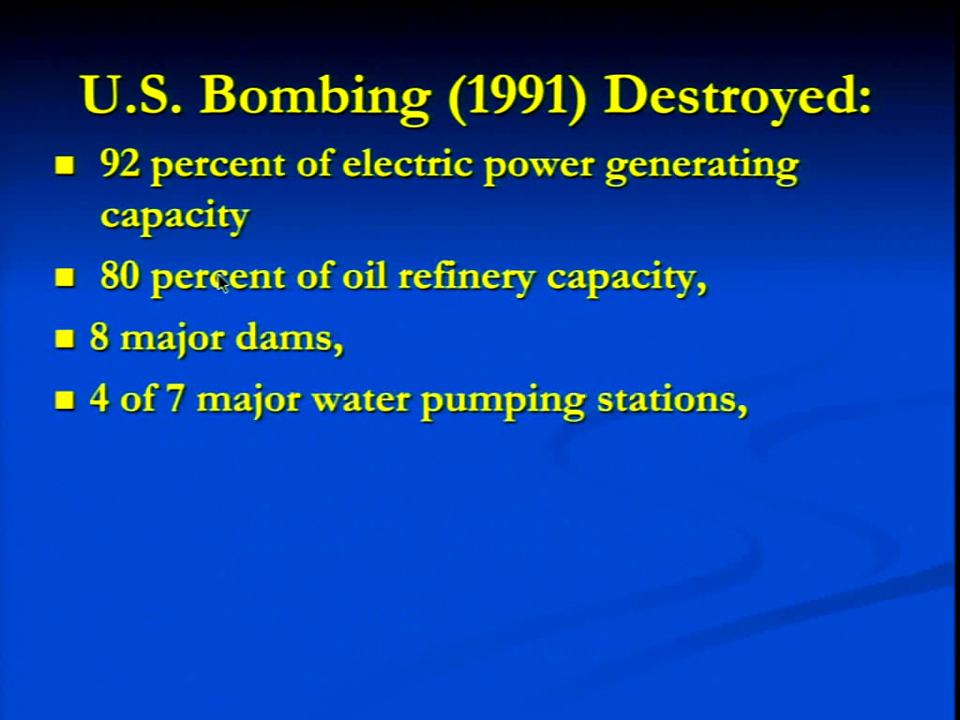 U.S. Bombing (1991) Destroyed:
92 percent of electric power generating
capacity
80 percent of oil refinery capacity,
8 major dams,
4 of 7 major water pumping stations,